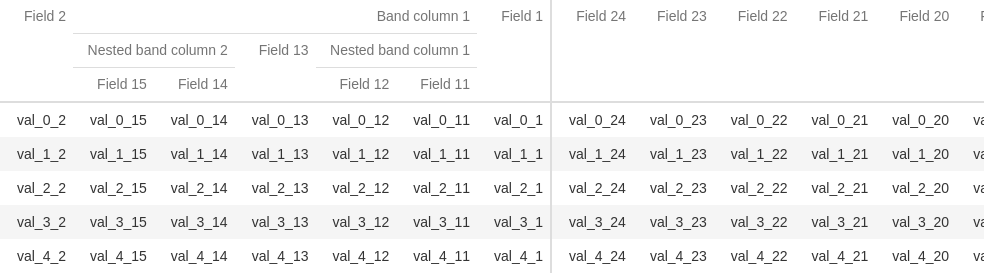 Field 2 Band column 1 Field 1 Field 24 Field 23 Field 22 Field 21 Field 20
Nested band column 2 Field 13 Nested band column 1
Field 15 Field 14 Field 12 Field 11
val_0_2 val_0_15 val_0_14 val_0_13 val_0_12 val_0_11 val_0_1 val_0_24 val_0_23 val_0_22 val_0_21 val_0_20
val_1_2 val_1_15 val_1_14 val_1_13 val_1_12 val_1_11 val_1_1 val_1_24 val_1_23 val_1_22 val_1_21 val_1_20
val_2_2 val_2_15 val_2_14 val_2_13 val_2_12 val_2_11 val_2_1 val_2_24 val_2_23 val_2_22 val_2_21 val_2_20
val_3_2 val_3_15 val_3_14 val_3_13 val_3_12 val_3_11 val_3_1 val_3_24 val_3_23 val_3_22 val_3_21 val_3_20
val_4_2 val_4_15 val_4_14 val_4_13 val_4_12 val_4_11 val_4_1 val_4_24 val_4_23 val_4_22 val_4_21 val_4_20